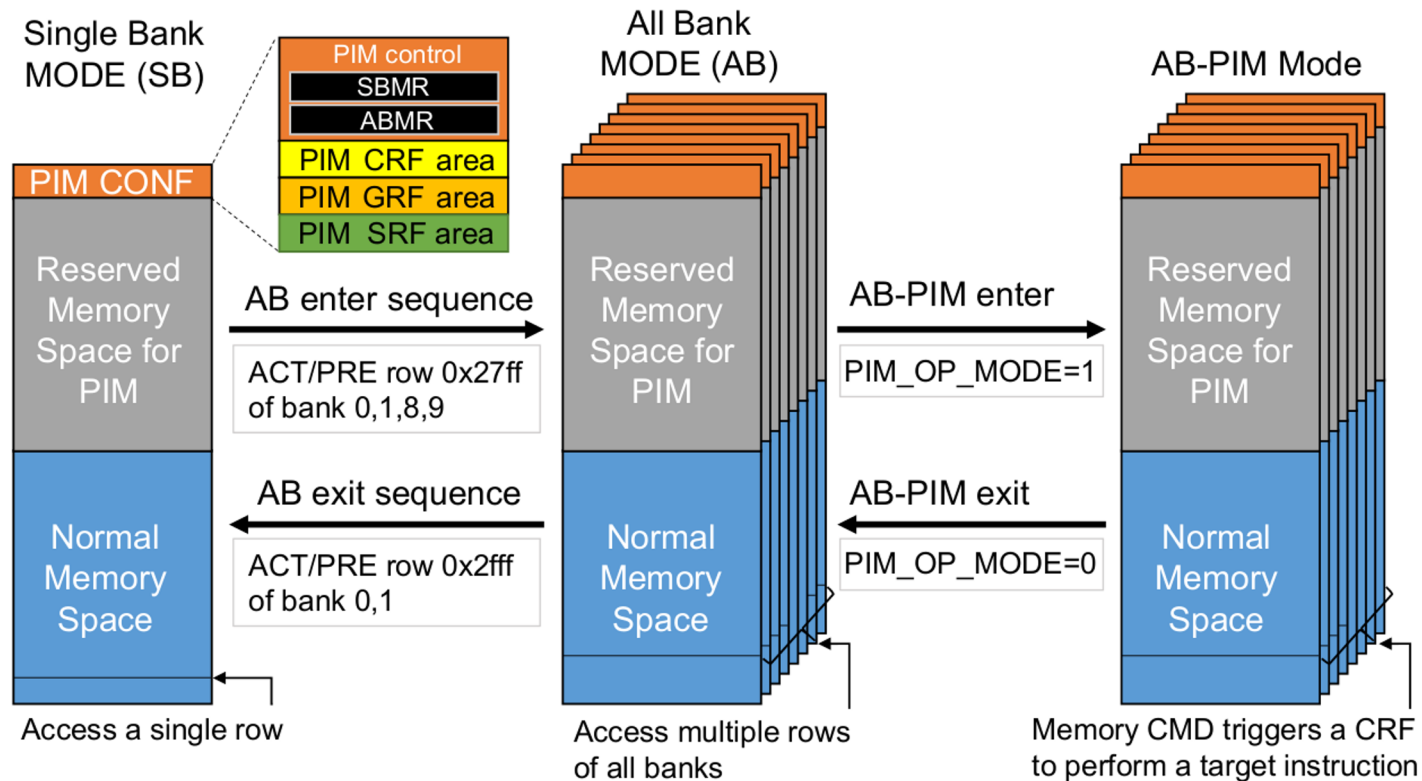 Single Bank
MODE (SB)
PIM control
SBMR
ABMR
PIM CRF area
PIM GRF area
PIM SRF area
All Bank
MODE (AB)
AB-PIM Mode
PIM CONF
Reserved
Memory
Space for
PIM
AB enter sequence
ACT/PRE row 0x27ff
of bank 0,1,8,9
Reserved
Memory
Space for
PIM
AB-PIM enter
PIM_OP_MODE=1
Reserved
Memory
Space for
PIM
Normal
Memory
Space
AB exit sequence
ACT/PRE row 0x2fff
of bank 0,1
Normal
Memory
Space
AB-PIM exit
PIM_OP_MODE=0
Normal
Memory
Space
Access a single row
Access multiple rows
of all banks
Memory CMD triggers a CRF
to perform a target instruction